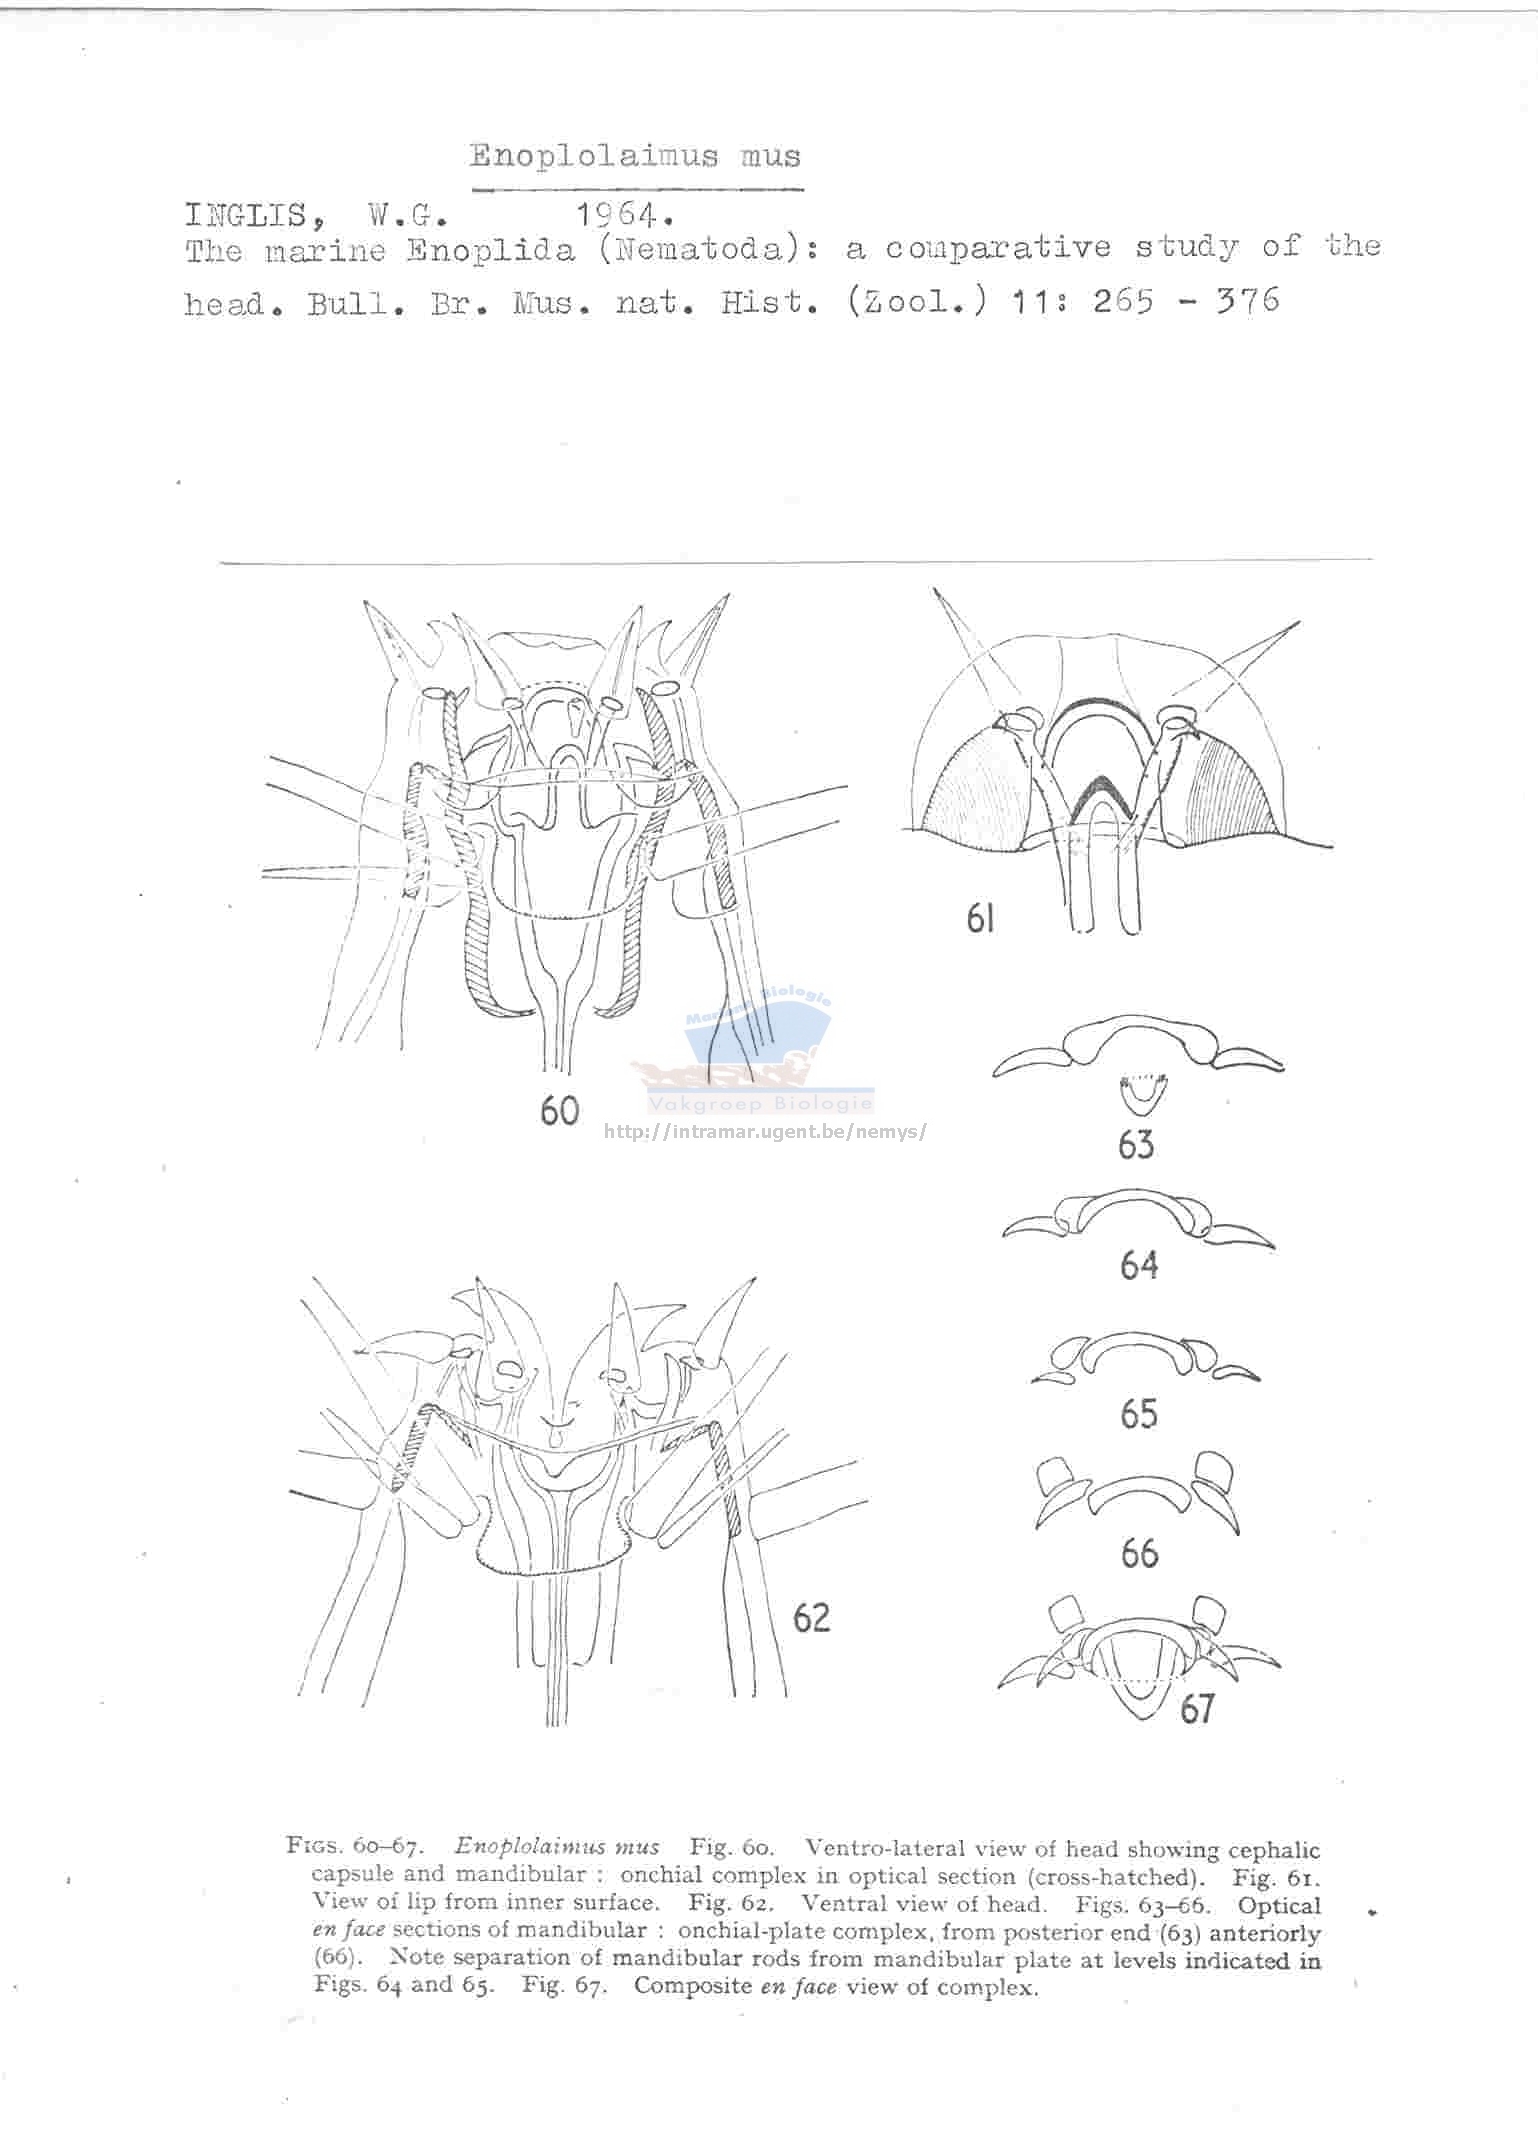 Enoplolaimus mus
INGLIS, W.G. 1964.
The marine Enoplida (Nematoda): a comparative study of the
head. Bull. Br. Mus. nat. Hist. (Zool.) 11: 265 - 376
60
61
Mariene Biologie
Vakgroep Biologie
http://intramar.ugent.be/nemys/
63
64
65
66
62
67
FIGS. 60–67. Enoplolaimus mus Fig. 60. Ventro-lateral view of head showing cephalic
capsule and mandibular : onchial complex in optical section (cross-hatched). Fig. 61.
View of lip from inner surface. Fig. 62. Ventral view of head. Figs. 63–66. Optical
en face sections of mandibular : onchial-plate complex, from posterior end (63) anteriorly
(66). Note separation of mandibular rods from mandibular plate at levels indicated in
Figs. 64 and 65. Fig. 67. Composite en face view of complex.